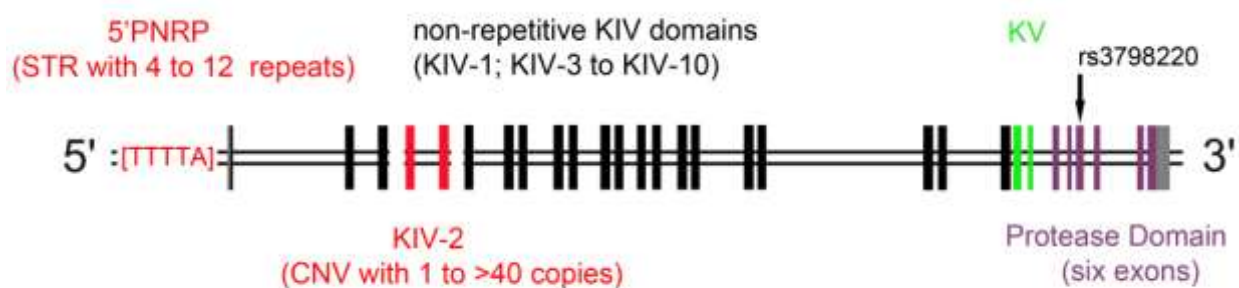 5'PNRP
(STR with 4 to 12 repeats)
non-repetitive KIV domains
(KIV-1; KIV-3 to KIV-10)
KV
rs3798220
5' :[TTTTA] 3'
KIV-2
(CNV with 1 to >40 copies)
Protease Domain
(six exons)